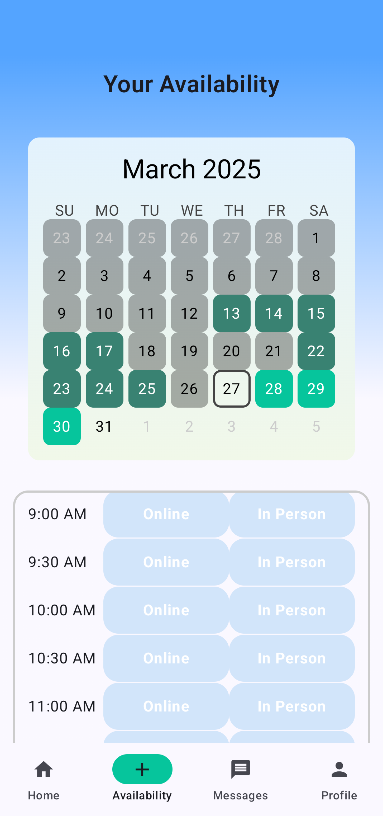 Your Availability
March 2025
SU MO TU WE TH FR SA
23 24 25 26 27 28 1
2 3 4 5 6 7 8
9 10 11 12 13 14 15
16 17 18 19 20 21 22
23 24 25 26 27 28 29
30 31 1 2 3 4 5
9:00 AM Online In Person
9:30 AM Online In Person
10:00 AM Online In Person
10:30 AM Online In Person
11:00 AM Online In Person
Home Availability Messages Profile